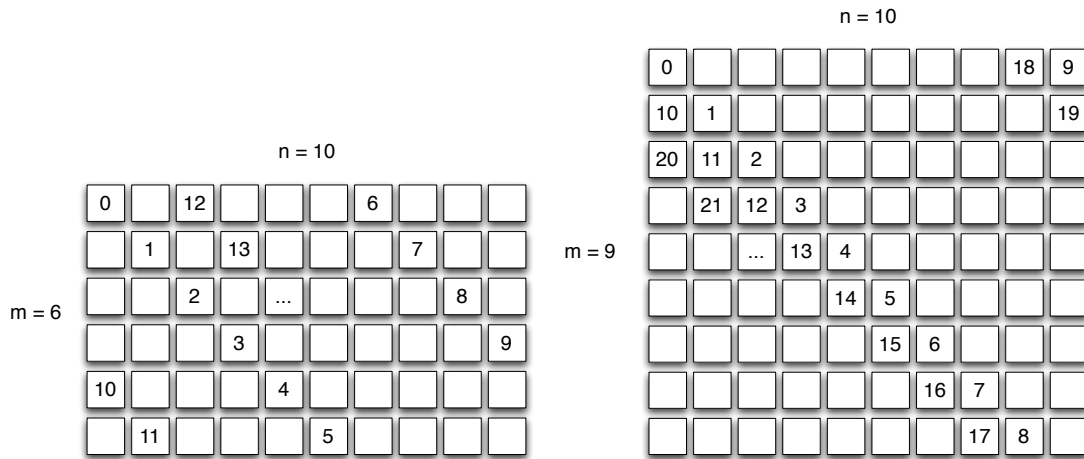 n = 10
0 12 6
1 13 7
m = 6
2 ... 8
3 9
10 4
11 5
n = 10
0 18 9
10 1 19
20 11 2
21 12 3
m = 9
... 13 4
14 5
15 6
16 7
17 8